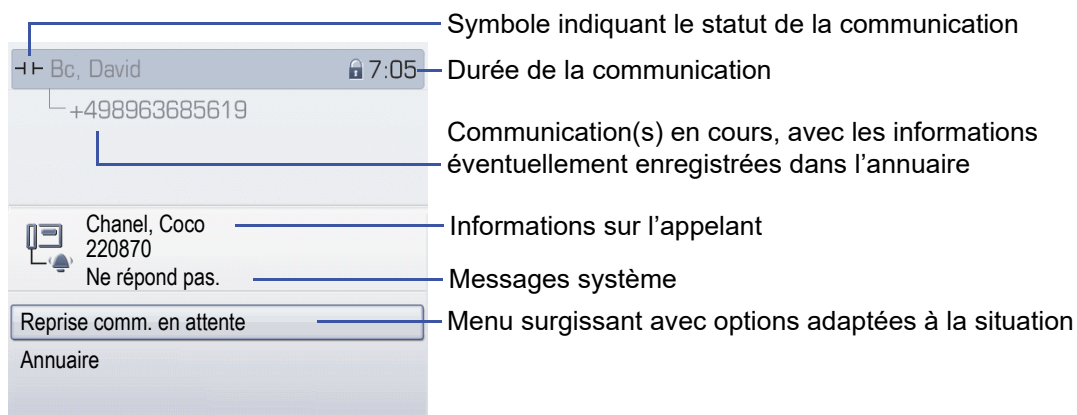 Symbole indiquant le statut de la communication
Bc, David 7:05
Durée de la communication
+498963685619
Communication(s) en cours, avec les informations
éventuellement enregistrées dans l’annuaire
Chanel, Coco
220870
Ne répond pas.
Informations sur l’appelant
Messages système
Reprise comm. en attente
Menu surgissant avec options adaptées à la situation
Annuaire